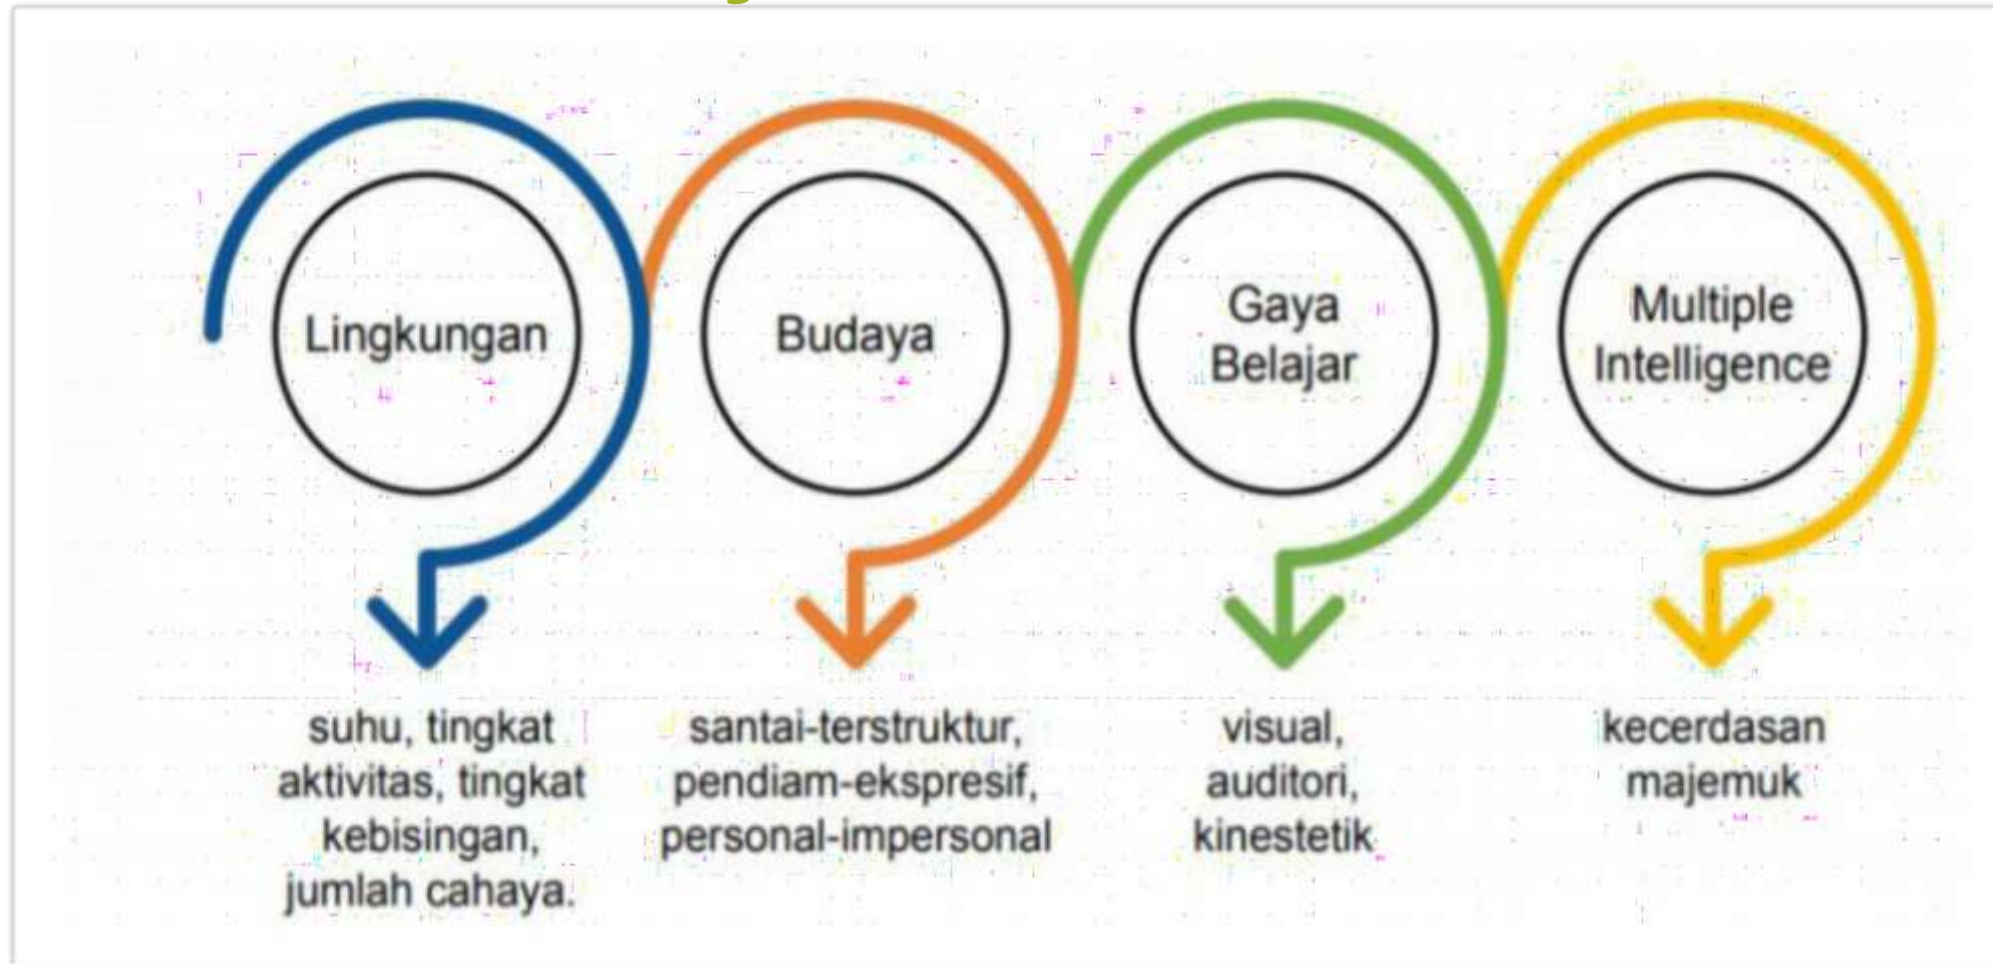 Lingkungan
suhu, tingkat
aktivitas, tingkat
kebisingan,
jumlah cahaya.
Budaya
santai-terstruktur,
pendiam-ekspresif,
personal-impersonal
Gaya
Belajar
visual,
auditori,
kinestetik
Multiple
Intelligence
kecerdasan
majemuk